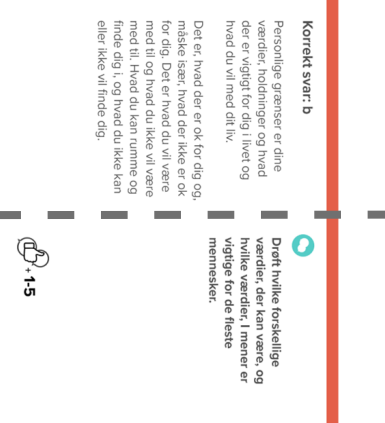 Korrekt svar: b
Personlige grænser er dine
værdier, holdninger og hvad
der er vigtigt for dig i livet og
hvad du vil med dit liv.
Det er, hvad der er ok for dig og,
måske især, hvad der ikke er ok
for dig. Det er hvad du vil være
med til og hvad du ikke vil være
med til. Hvad du kan rumme og
finde dig i, og hvad du ikke kan
eller ikke vil finde dig.
Drøft hvilke forskellige
værdier, der kan være, og
hvilke værdier, I mener er
vigtige for de fleste
mennesker.
+ 1-5